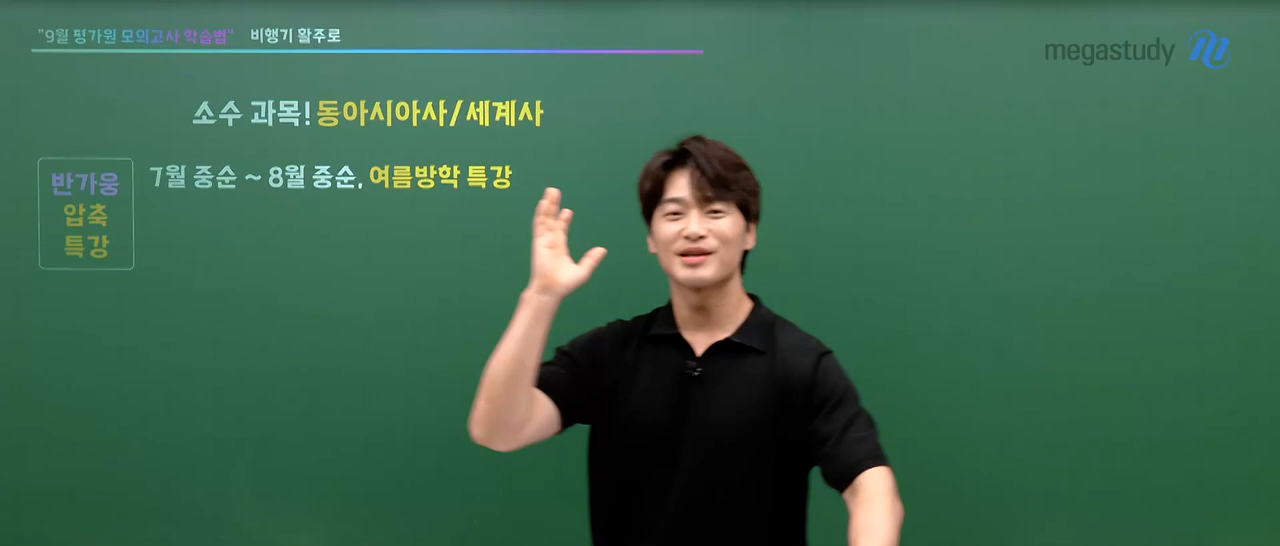 "9월 평가원 모의고사 학습법" 비행기 활주로
megastudy
소수 과목! 동아시아사/세계사
반가웅
압축
특강
7월 중순 ~ 8월 중순, 여름방학 특강